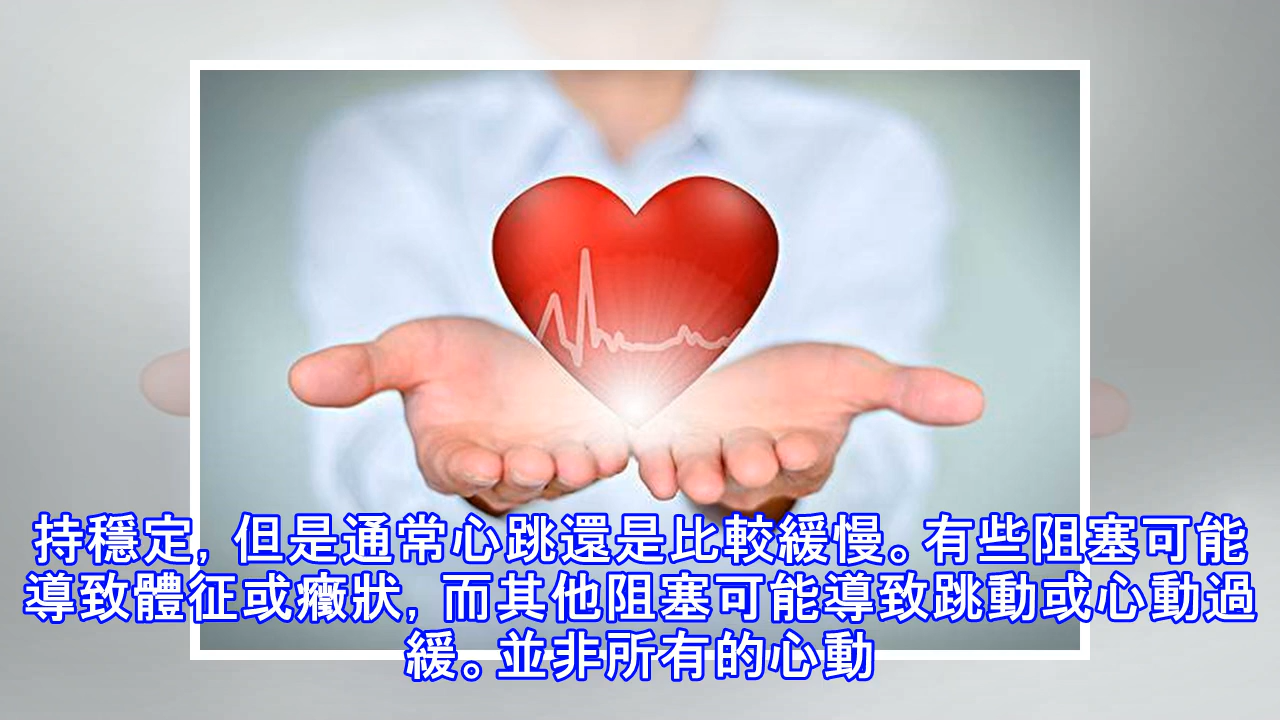 持穩定, 但是通常心跳還是比較緩慢。有些阻塞可能
導致體征或癥狀, 而其他阻塞可能導致跳動或心動過
緩。並非所有的心動